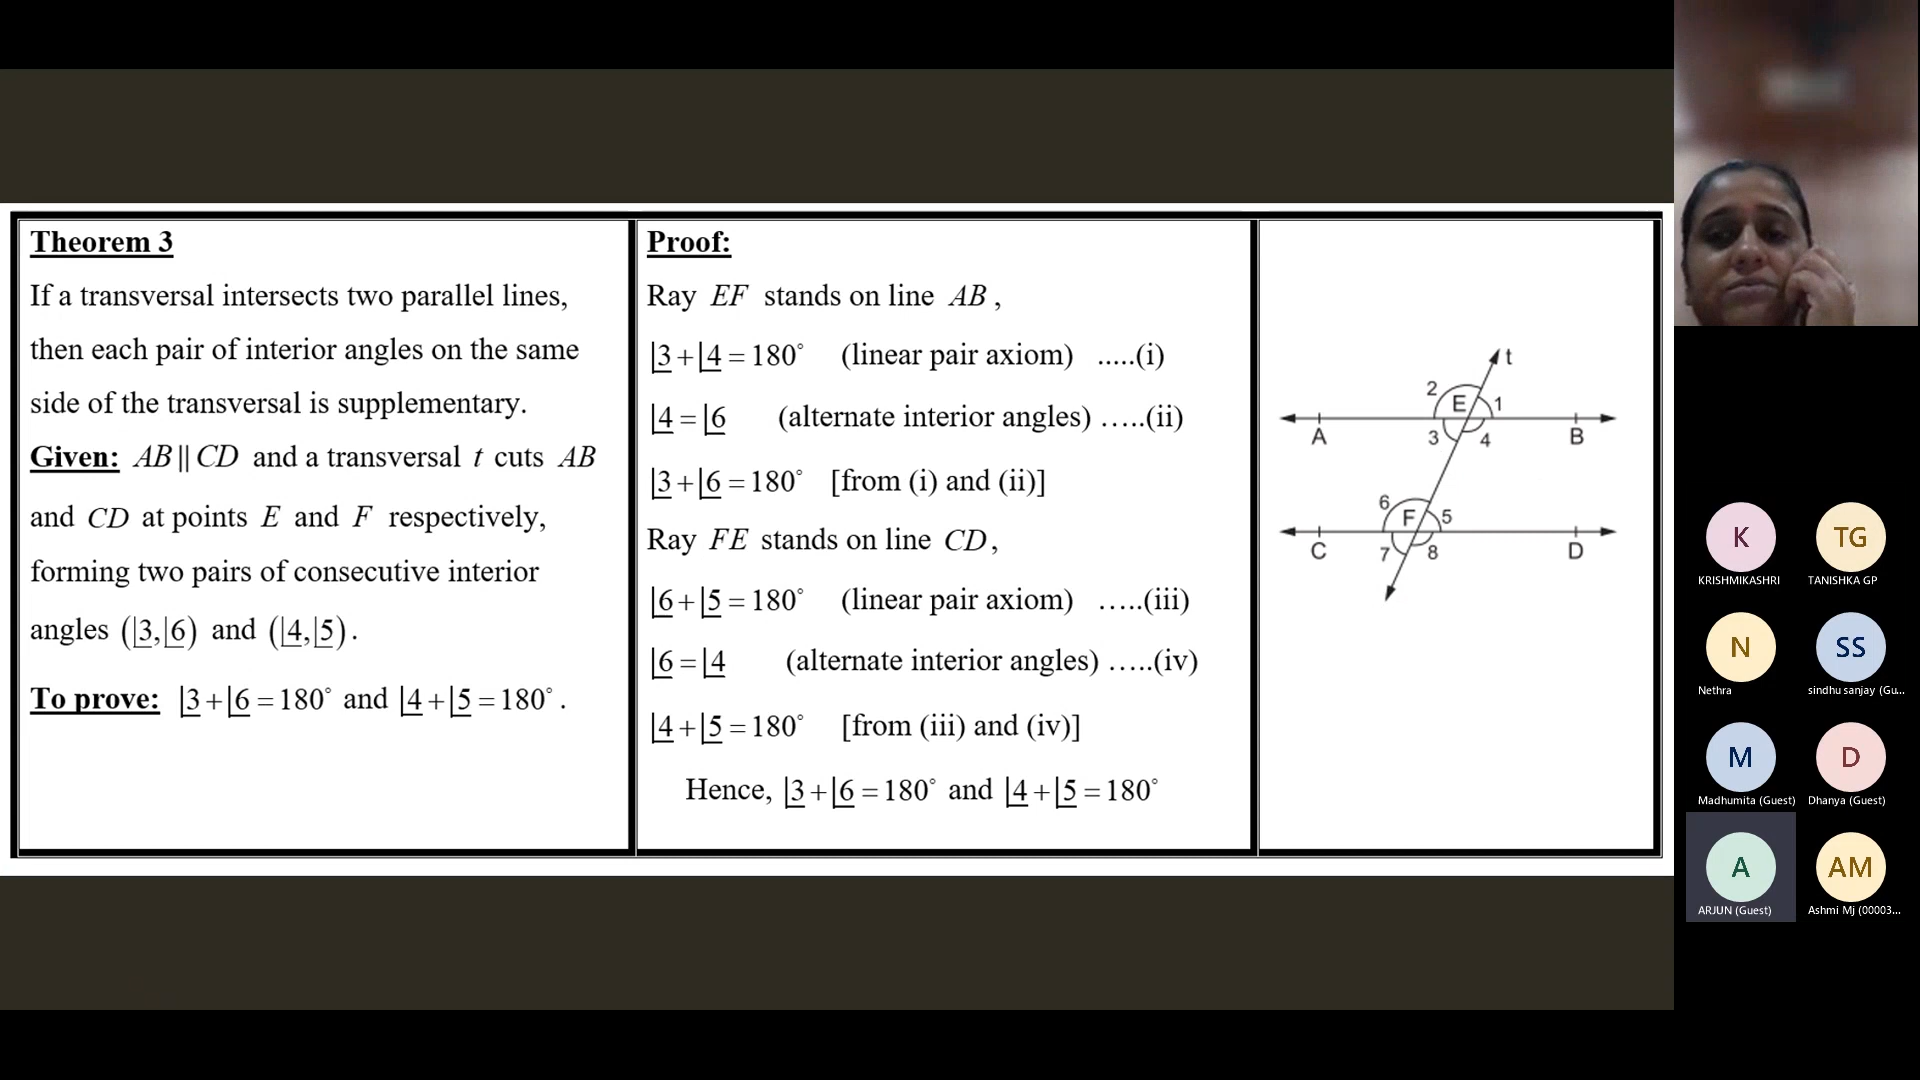 Theorem 3
If a transversal intersects two parallel lines,
then each pair of interior angles on the same
side of the transversal is supplementary.
Given: AB || CD and a transversal t cuts AB
and CD at points E and F respectively,
forming two pairs of consecutive interior
angles (∠3,∠6) and (∠4,∠5).
To prove: ∠3+∠6=180° and ∠4+∠5=180°.
Proof:
Ray EF stands on line AB,
∠3+∠4=180° (linear pair axiom) .....(i)
∠4=∠6 (alternate interior angles) .....(ii)
∠3+∠6=180° [from (i) and (ii)]
Ray FE stands on line CD,
∠6+∠5=180° (linear pair axiom) .....(iii)
∠6=∠4 (alternate interior angles) .....(iv)
∠4+∠5=180° [from (iii) and (iv)]
Hence, ∠3+∠6=180° and ∠4+∠5=180°
t
2 E 1
A 3 4 B
6 F 5
C 7 8 D
K TG
KRISHMIKASHRI TANISHKA GP
N SS
Nethra sindhu sanjay (Gu...
M D
Madhumita (Guest) Dhanya (Guest)
A AM
ARJUN (Guest) Ashmi Mj (00003...